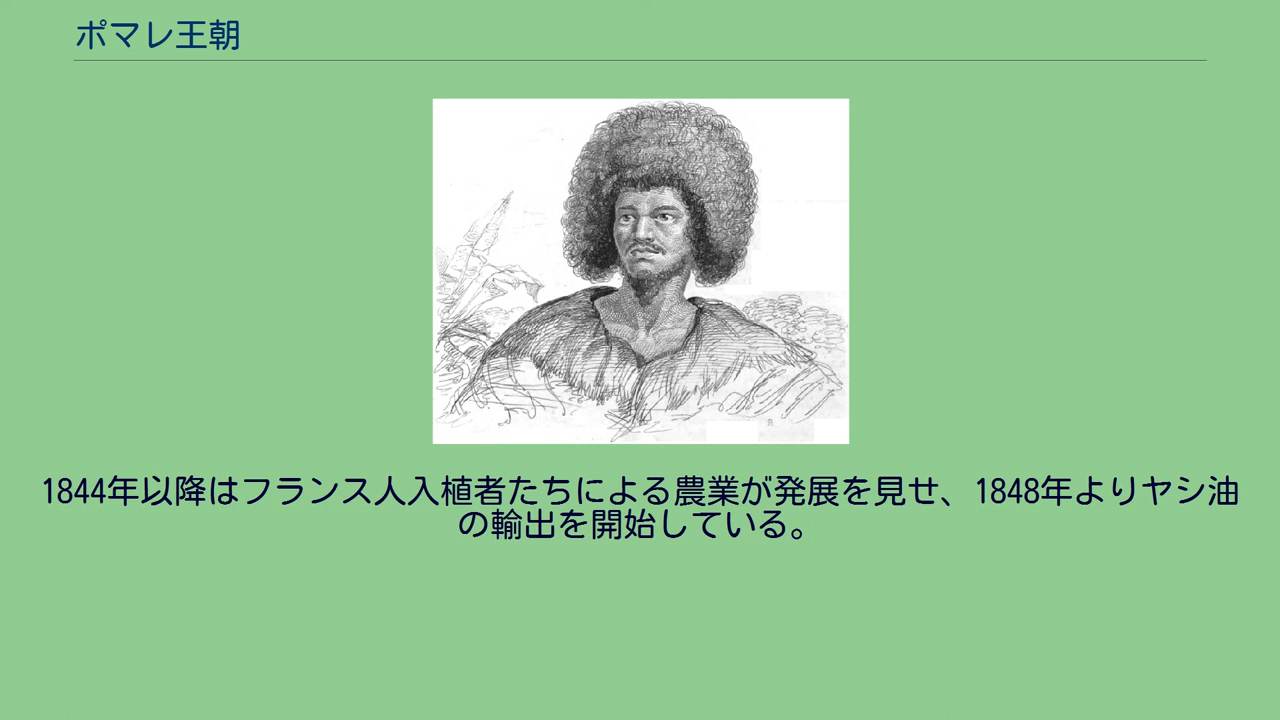 ポマレ王朝
1844年以降はフランス人入植者たちによる農業が発展を見せ、1848年よりヤシ油
の輸出を開始している。